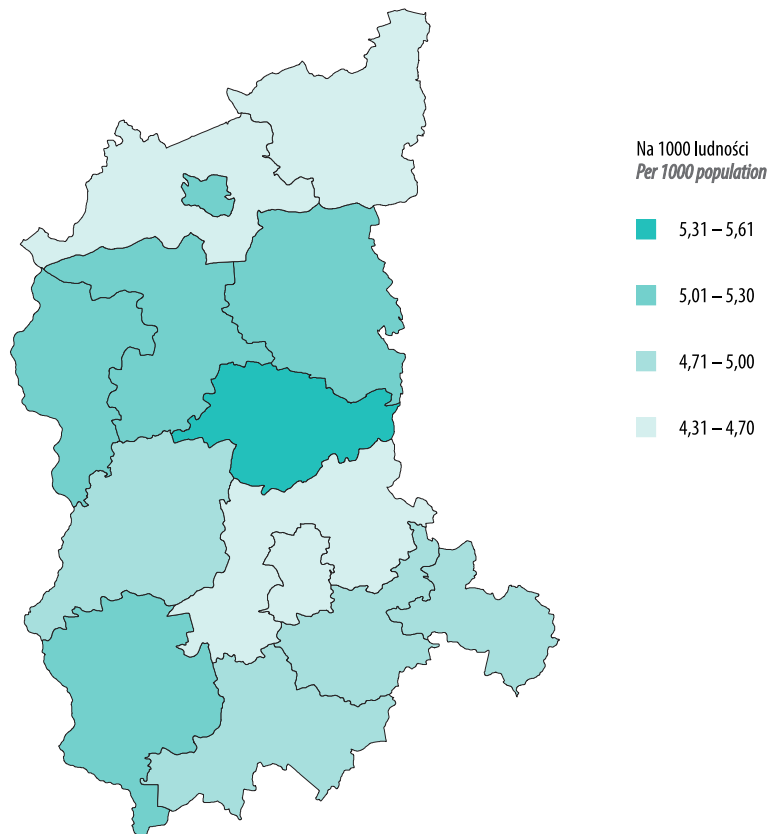 Na 1000 ludności
Per 1000 population
5,31 – 5,61
5,01 – 5,30
4,71 – 5,00
4,31 – 4,70